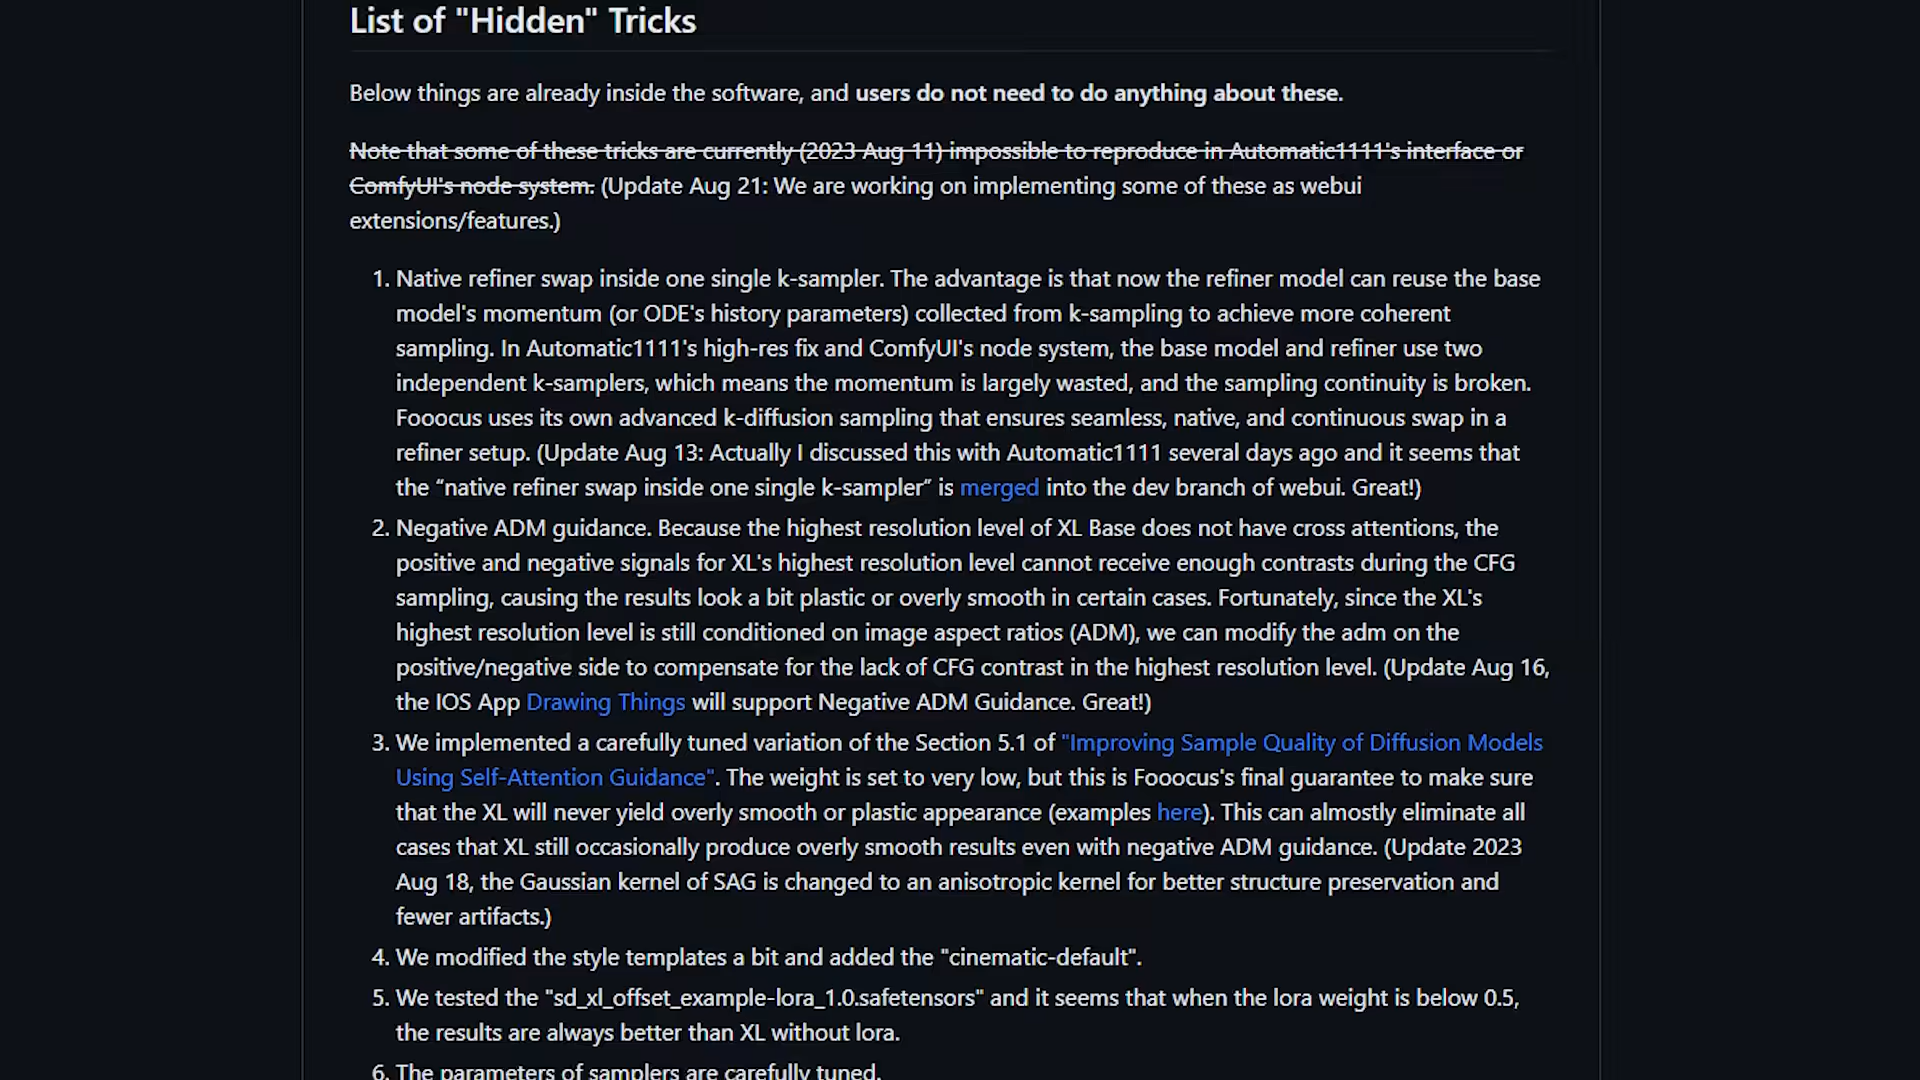 List of "Hidden" Tricks
Below things are already inside the software, and users do not need to do anything about these.
Note that some of these tricks are currently (2023 Aug 11) impossible to reproduce in Automatic1111's interface or
ComfyUI's node system. (Update Aug 21: We are working on implementing some of these as webui
extensions/features.)
1. Native refiner swap inside one single k-sampler. The advantage is that now the refiner model can reuse the base
model's momentum (or ODE's history parameters) collected from k-sampling to achieve more coherent
sampling. In Automatic1111's high-res fix and ComfyUI's node system, the base model and refiner use two
independent k-samplers, which means the momentum is largely wasted, and the sampling continuity is broken.
Fooocus uses its own advanced k-diffusion sampling that ensures seamless, native, and continuous swap in a
refiner setup. (Update Aug 13: Actually I discussed this with Automatic1111 several days ago and it seems that
the “native refiner swap inside one single k-sampler” is merged into the dev branch of webui. Great!)
2. Negative ADM guidance. Because the highest resolution level of XL Base does not have cross attentions, the
positive and negative signals for XL's highest resolution level cannot receive enough contrasts during the CFG
sampling, causing the results look a bit plastic or overly smooth in certain cases. Fortunately, since the XL's
highest resolution level is still conditioned on image aspect ratios (ADM), we can modify the adm on the
positive/negative side to compensate for the lack of CFG contrast in the highest resolution level. (Update Aug 16,
the IOS App Drawing Things will support Negative ADM Guidance. Great!)
3. We implemented a carefully tuned variation of the Section 5.1 of "Improving Sample Quality of Diffusion Models
Using Self-Attention Guidance". The weight is set to very low, but this is Fooocus's final guarantee to make sure
that the XL will never yield overly smooth or plastic appearance (examples here). This can almostly eliminate all
cases that XL still occasionally produce overly smooth results even with negative ADM guidance. (Update 2023
Aug 18, the Gaussian kernel of SAG is changed to an anisotropic kernel for better structure preservation and
fewer artifacts.)
4. We modified the style templates a bit and added the "cinematic-default".
5. We tested the "sd_xl_offset_example-lora_1.0.safetensors" and it seems that when the lora weight is below 0.5,
the results are always better than XL without lora.
6. The parameters of samplers are carefully tuned.